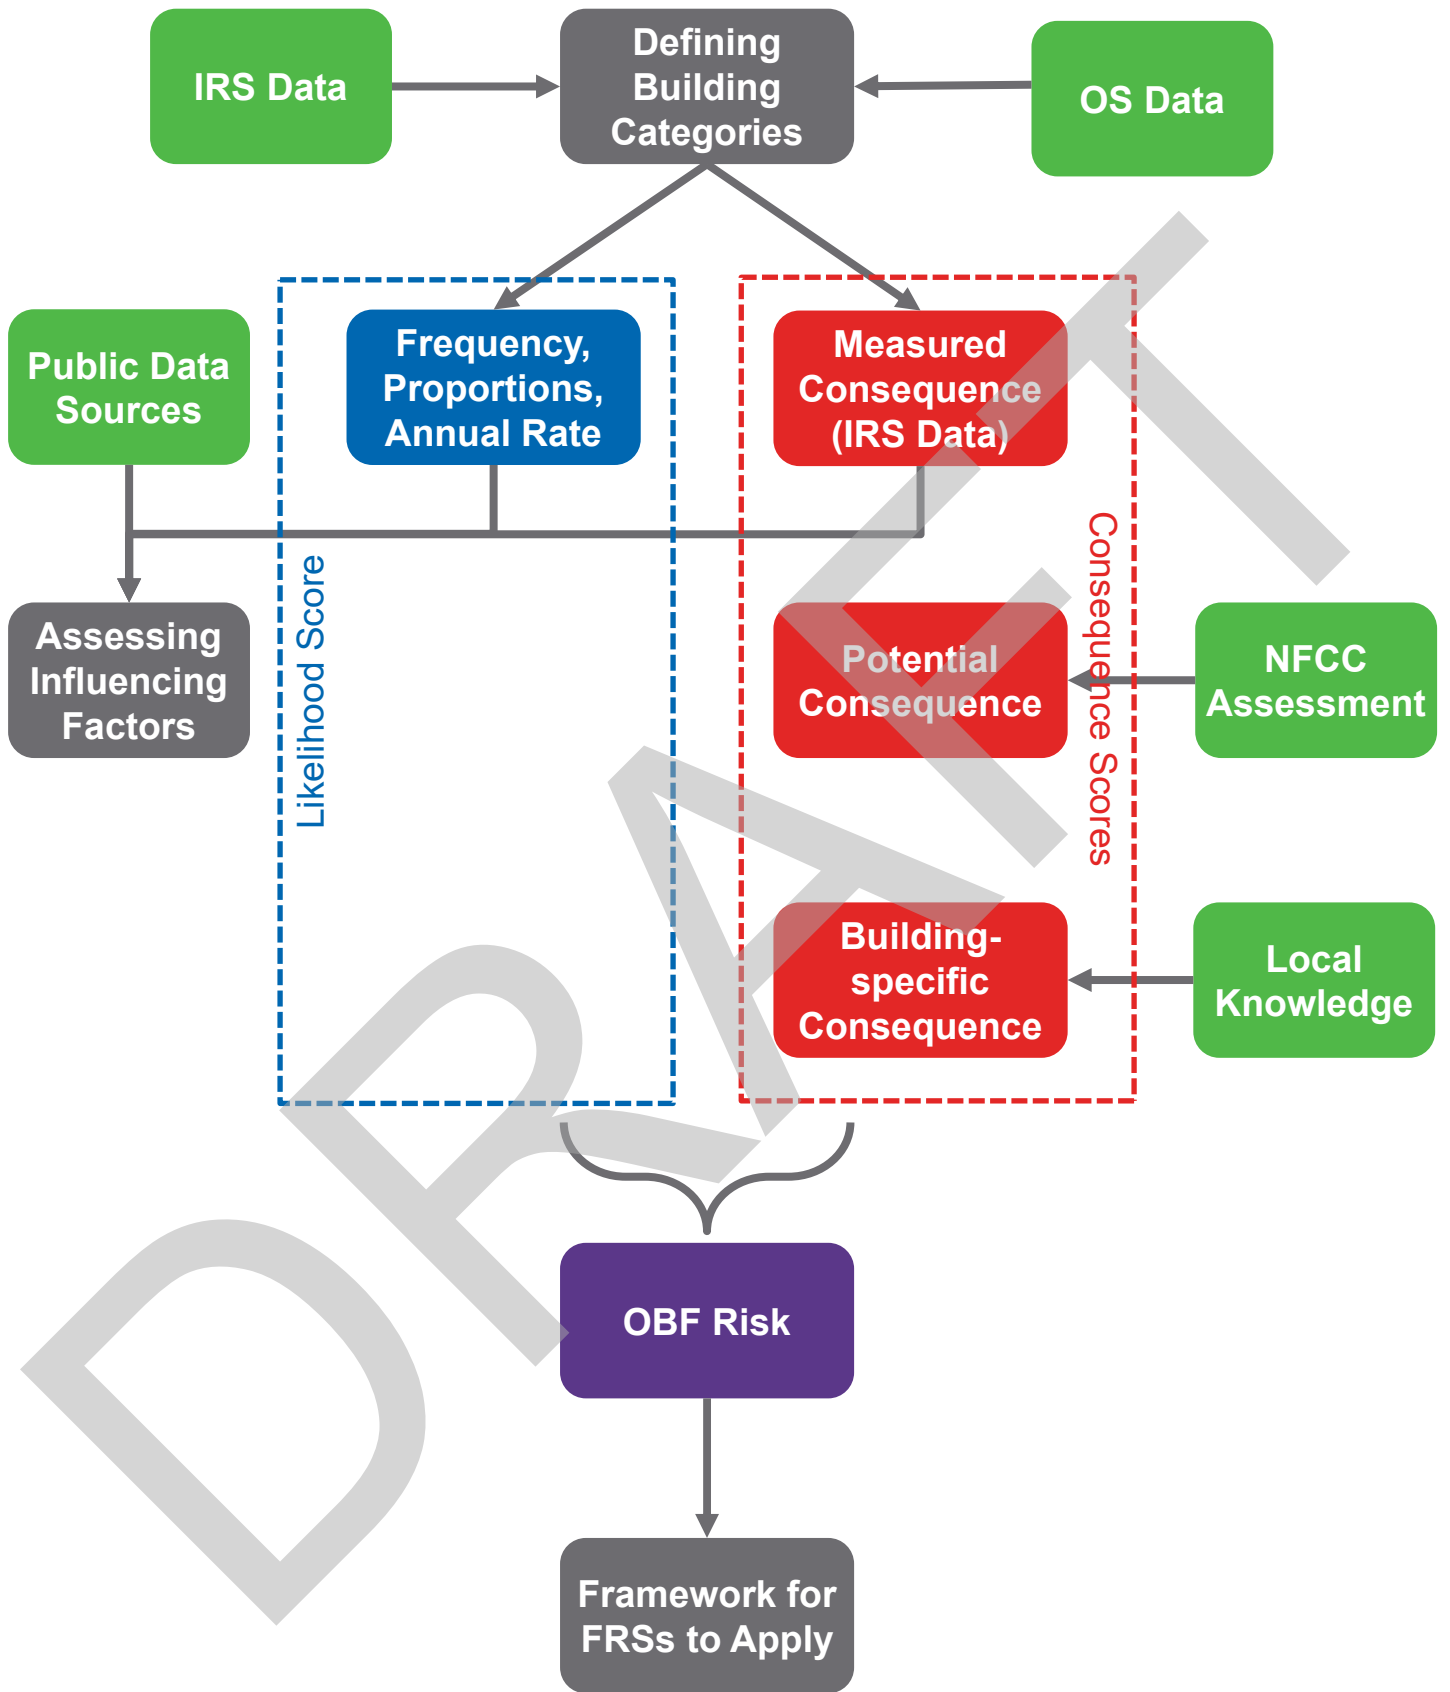 IRS Data
Defining
Building
Categories
OS Data
Public Data
Sources
Frequency,
Proportions,
Annual Rate
Measured
Consequence
(IRS Data)
Assessing
Influencing
Factors
Likelihood Score
Potential
Consequence
Consequence Scores
NFCC
Assessment
Building-
specific
Consequence
Local
Knowledge
OBF Risk
Framework for
FRSs to Apply
DRAFT